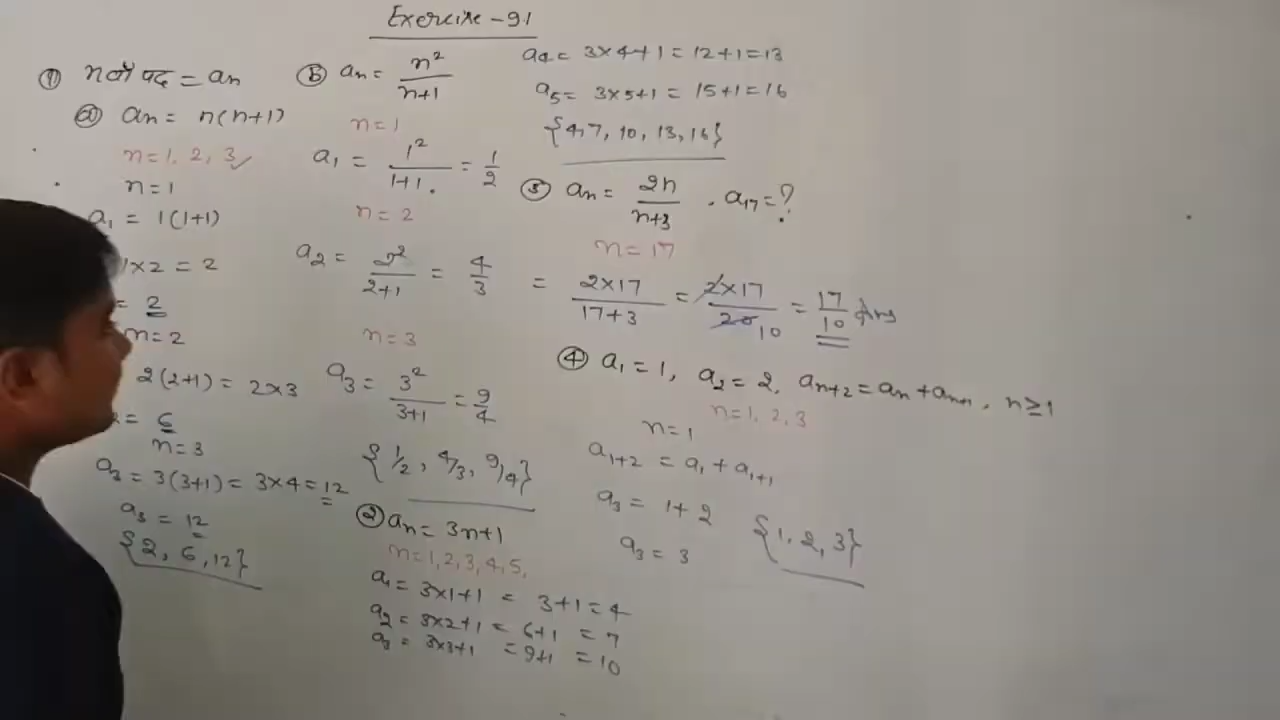 Exercise - 9.1
① nवाँ पद = an
ⓐ an = n(n+1)
n = 1, 2, 3 ✓
n = 1
a₁ = 1(1+1)
1×2 = 2
= 2
n = 2
2(2+1) = 2×3
= 6
n = 3
a₃ = 3(3+1) = 3×4 = 12
a₃ = 12
{2, 6, 12}
ⓑ an = n²/n+1
n = 1
a₁ = 1²/1+1 = 1/2
n = 2
a₂ = 2²/2+1 = 4/3
n = 3
a₃ = 3²/3+1 = 9/4
{1/2, 4/3, 9/4}
② an = 3n+1
n = 1, 2, 3, 4, 5,
a₁ = 3×1+1 = 3+1 = 4
a₂ = 3×2+1 = 6+1 = 7
a₃ = 3×3+1 = 9+1 = 10
a₄ = 3×4+1 = 12+1 = 13
a₅ = 3×5+1 = 15+1 = 16
{4, 7, 10, 13, 16}
③ an = 2n/n+3 , a₁₇ = ?
n = 17
= 2×17/17+3 = 2×17/20 10 = 17/10 Ans
④ a₁ = 1, a₂ = 2, an+2 = an + an+1, n ≥ 1
n = 1, 2, 3
n = 1
a₁₊₂ = a₁ + a₁₊₁
a₃ = 1 + 2
a₃ = 3
{1, 2, 3}